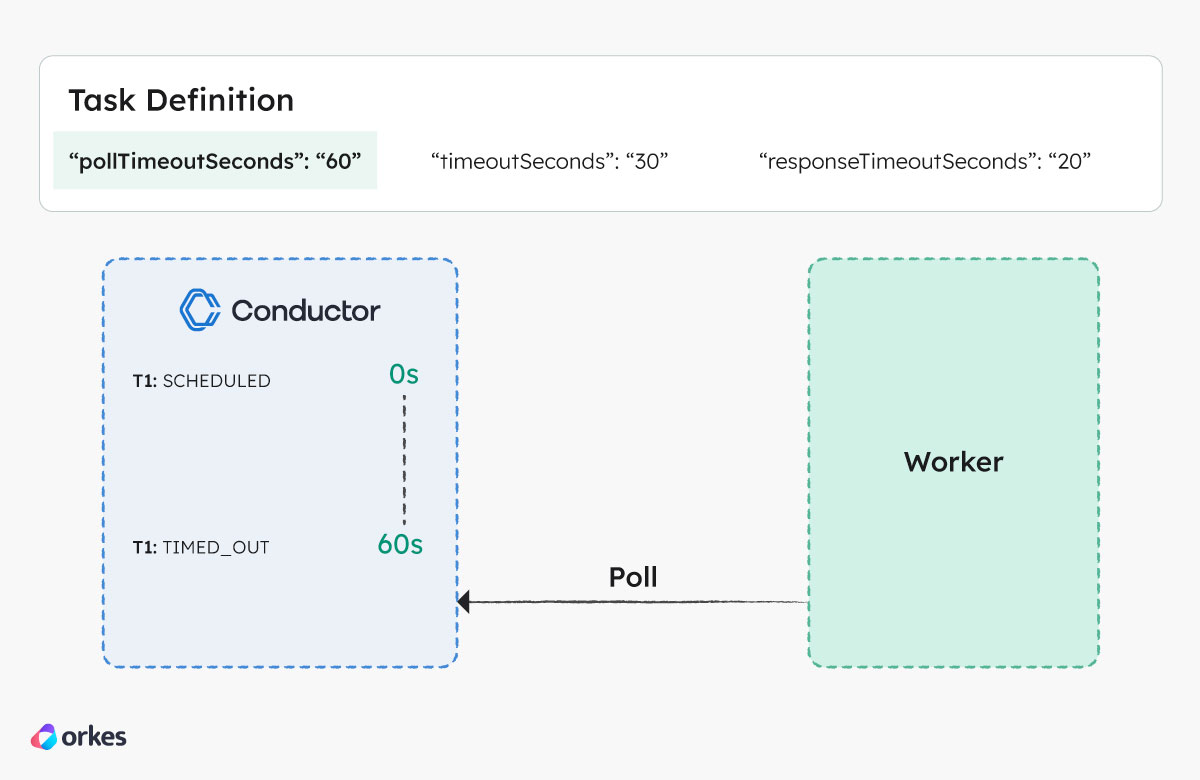 Task Definition
“pollTimeoutSeconds”: “60” “timeoutSeconds”: “30” “responseTimeoutSeconds”: “20”
Conductor
T1: SCHEDULED 0s
Worker
T1: TIMED_OUT 60s
Poll
orkes